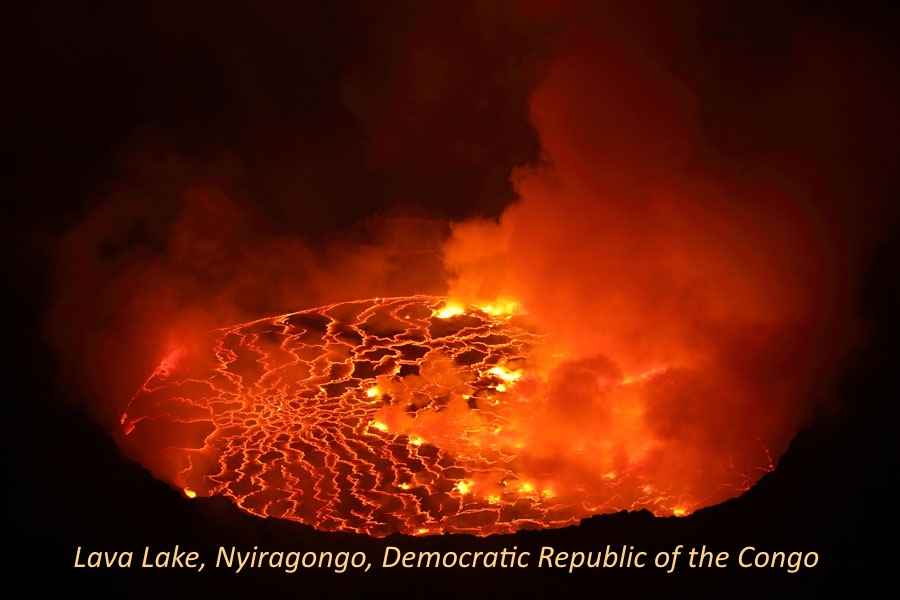 Lava Lake, Nyiragongo, Democratic Republic of the Congo